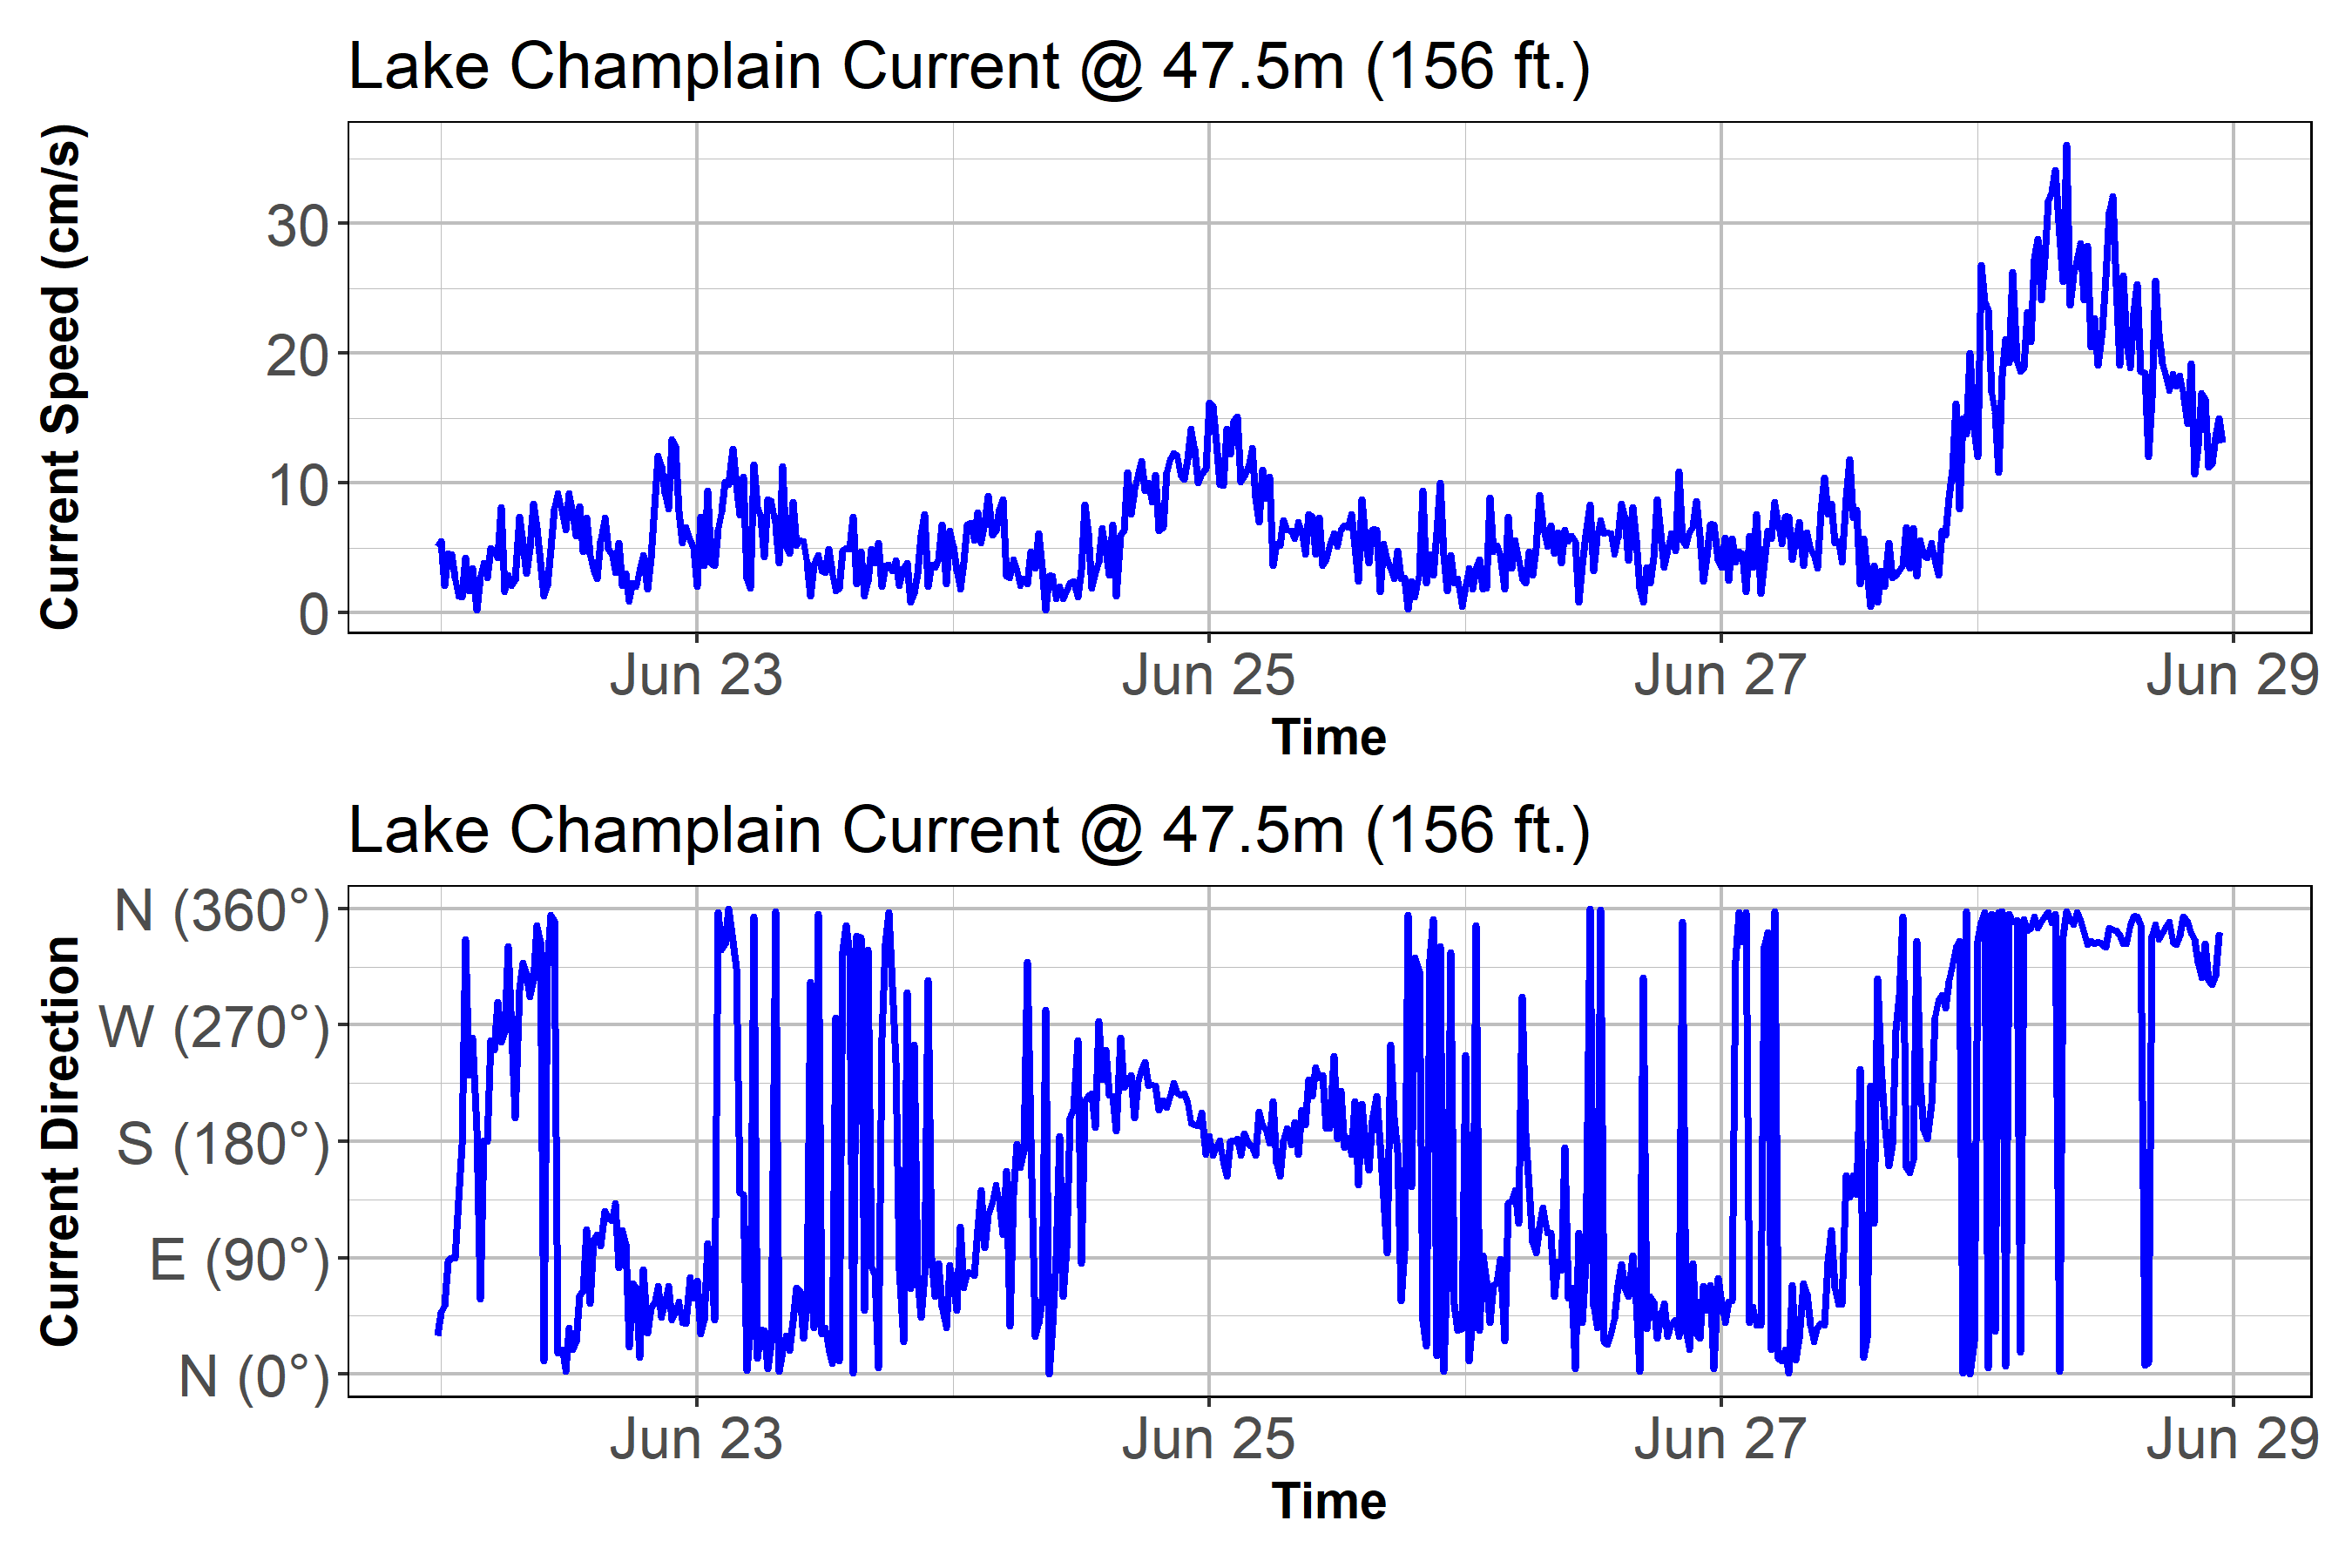 Lake Champlain Current @ 47.5m (156 ft.)
Current Speed (cm/s)
30
20
10
0
Jun 23 Jun 25 Jun 27 Jun 29
Time
Lake Champlain Current @ 47.5m (156 ft.)
Current Direction
N (360°)
W (270°)
S (180°)
E (90°)
N (0°)
Jun 23 Jun 25 Jun 27 Jun 29
Time